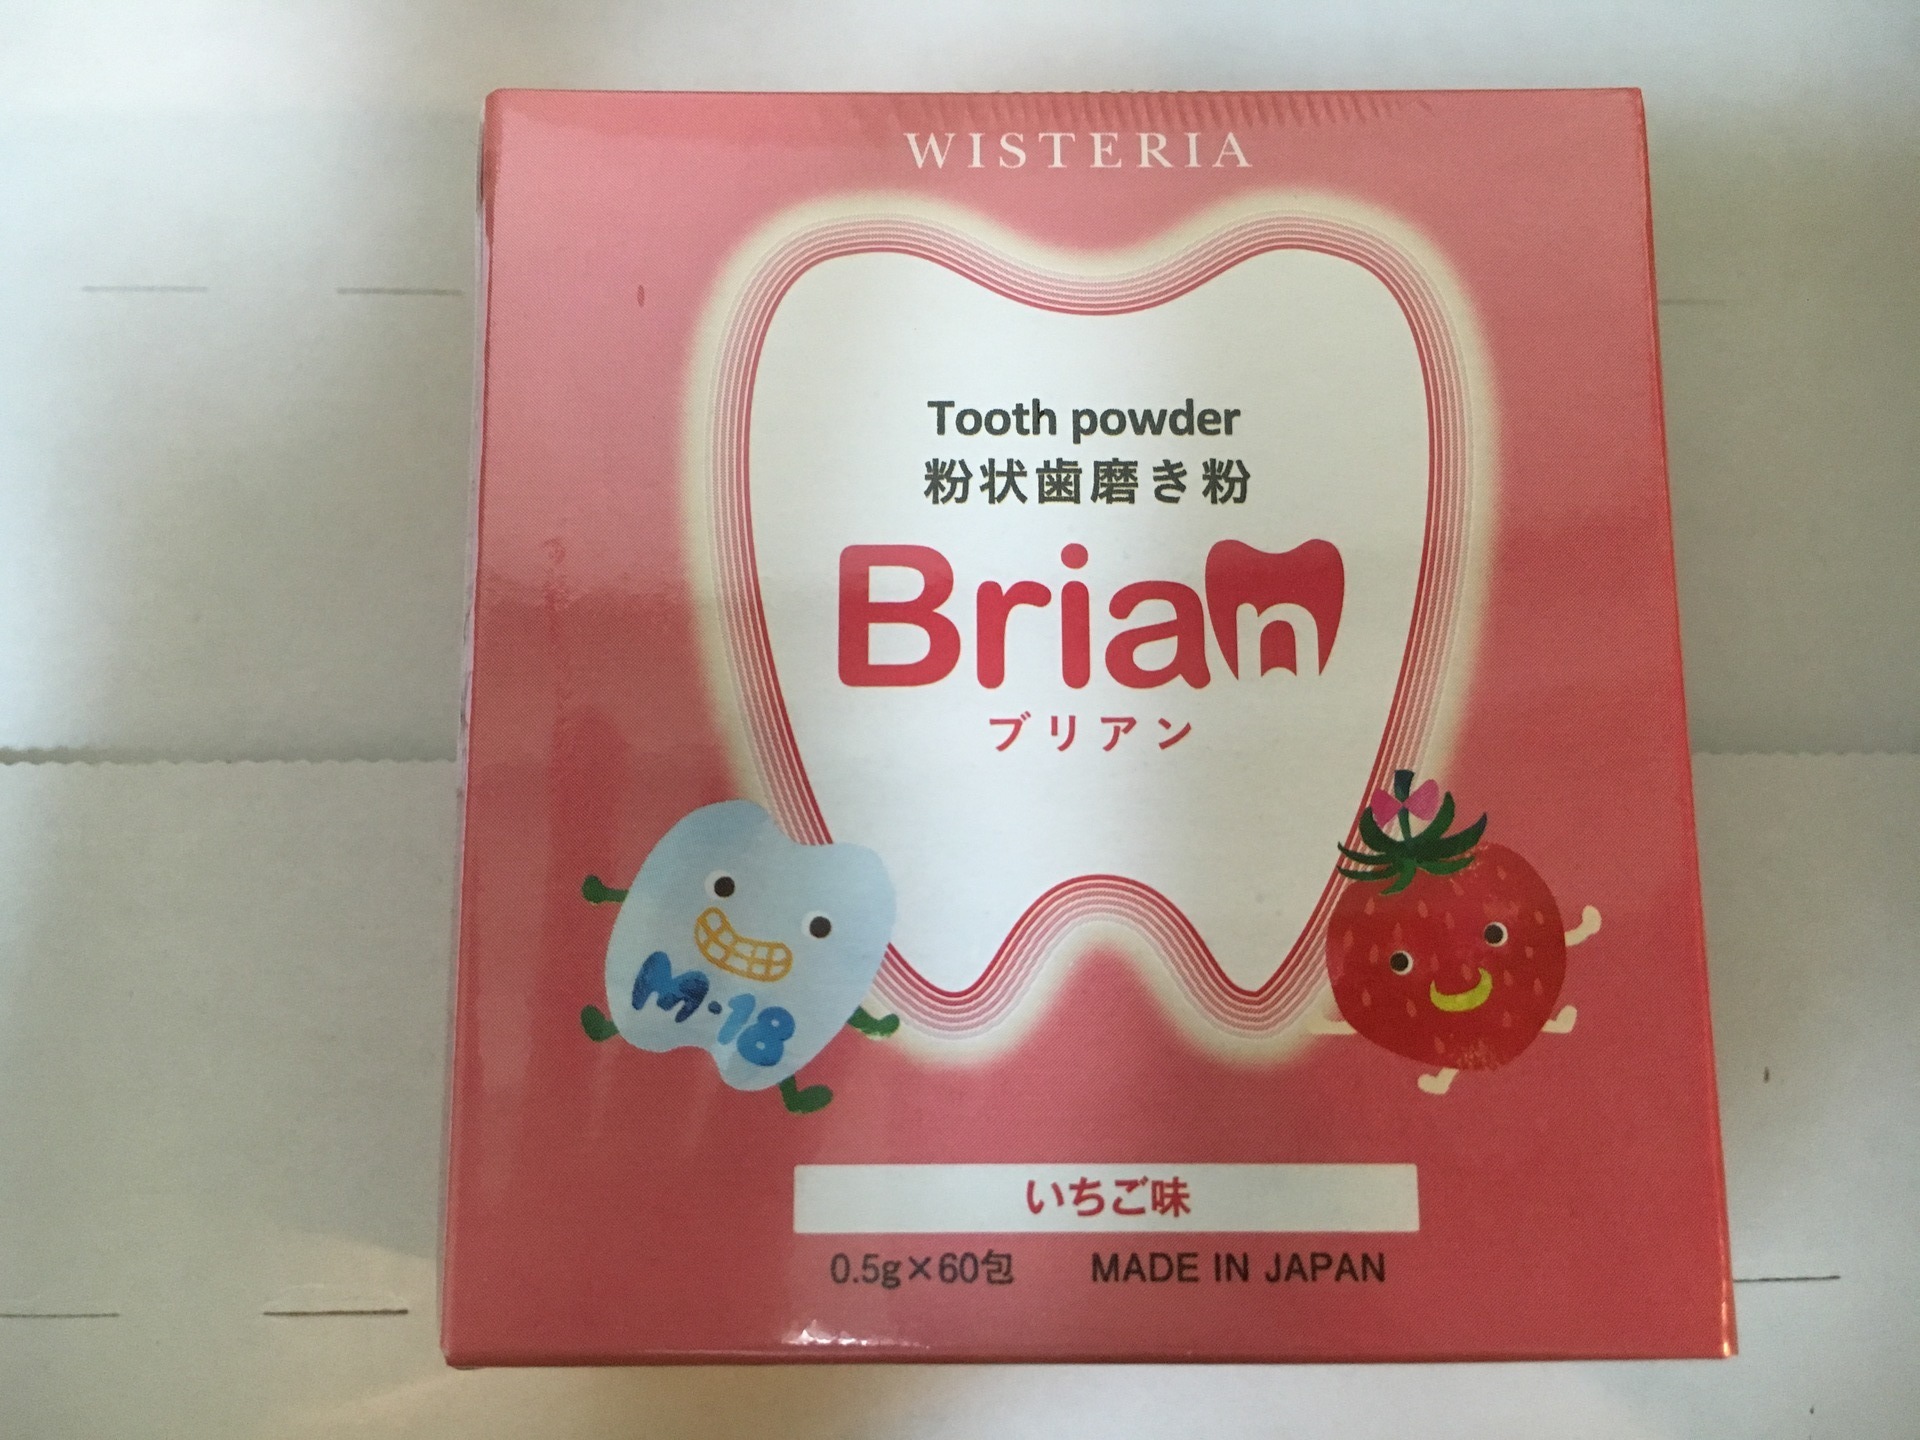 WISTERIA
Tooth powder
粉状歯磨き粉
Brian
ブリアン
M・18
いちご味
0.5g×60包 MADE IN JAPAN